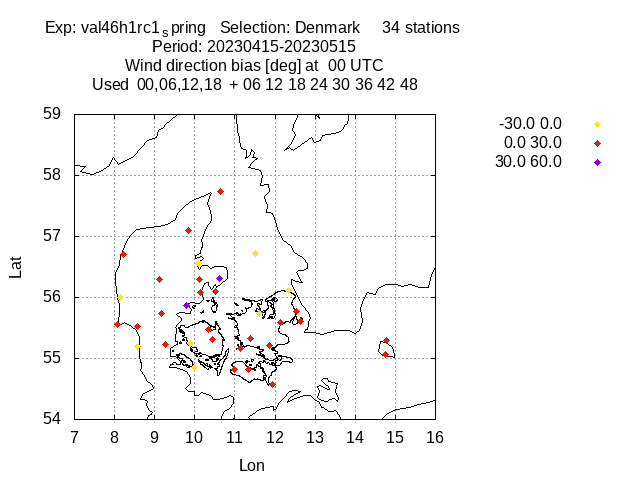 Exp: val46h1rc1spring Selection: Denmark 34 stations
Period: 20230415-20230515
Wind direction bias [deg] at 00 UTC
Used 00,06,12,18 + 06 12 18 24 30 36 42 48
-30.0 0.0
0.0 30.0
30.0 60.0
59
58
57
56
55
54
Lat
7 8 9 10 11 12 13 14 15 16
Lon